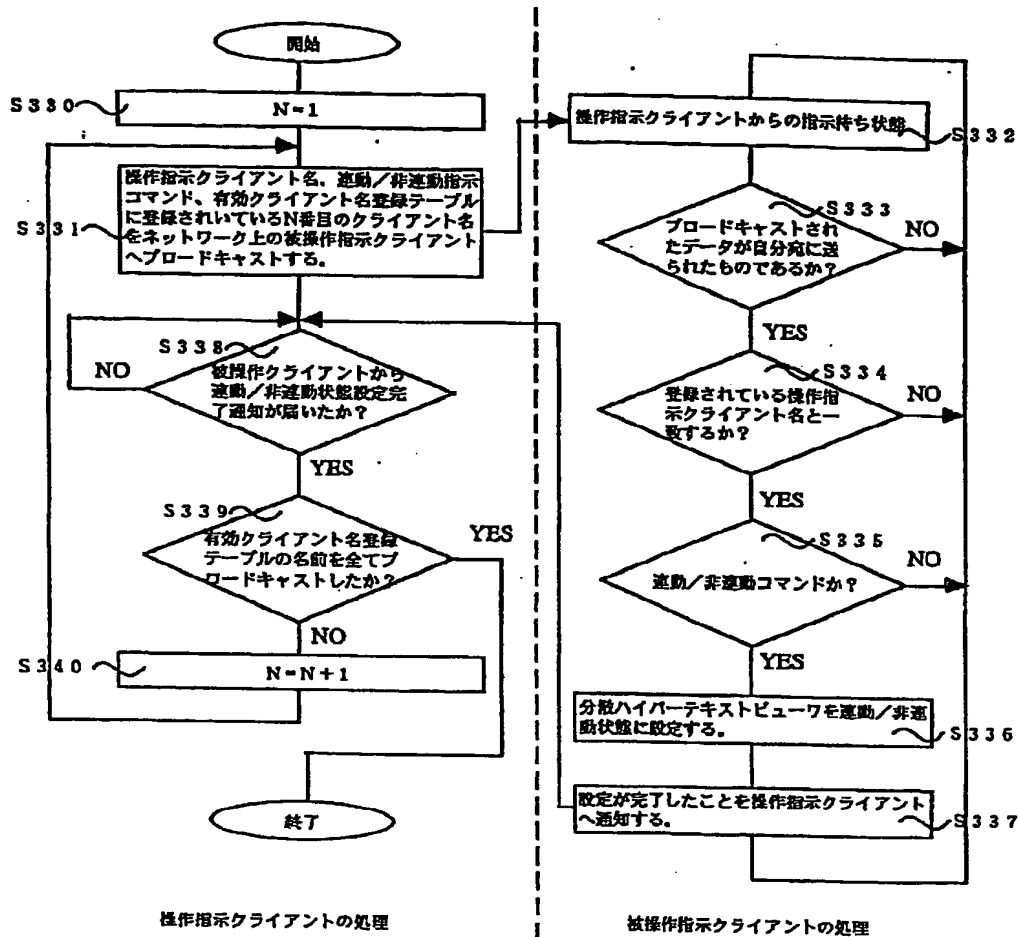 開始
S330
N=1
操作指示クライアント名、連動／非連動指示
コマンド、有効クライアント名登録テーブル
に登録されいているN番目のクライアント名
をネットワーク上の被操作指示クライアント
へブロードキャストする。
S331
S338
被操作クライアントから
連動／非連動状態設定完
了通知が届いたか？
NO
YES
S339
有効クライアント名登録
テーブルの名前を全てブ
ロードキャストしたか？
YES
NO
S340
N=N+1
終了
操作指示クライアントの処理
操作指示クライアントからの指示待ち状態
S332
S333
ブロードキャストされ
たデータが自分宛に送
られたものであるか？
NO
YES
S334
登録されている操作指
示クライアント名と一
致するか？
NO
YES
S335
連動／非連動コマンドか？
NO
YES
分散ハイパーテキストビューワを連動／非連
動状態に設定する。
S336
設定が完了したことを操作指示クライアント
へ通知する。
S337
被操作指示クライアントの処理